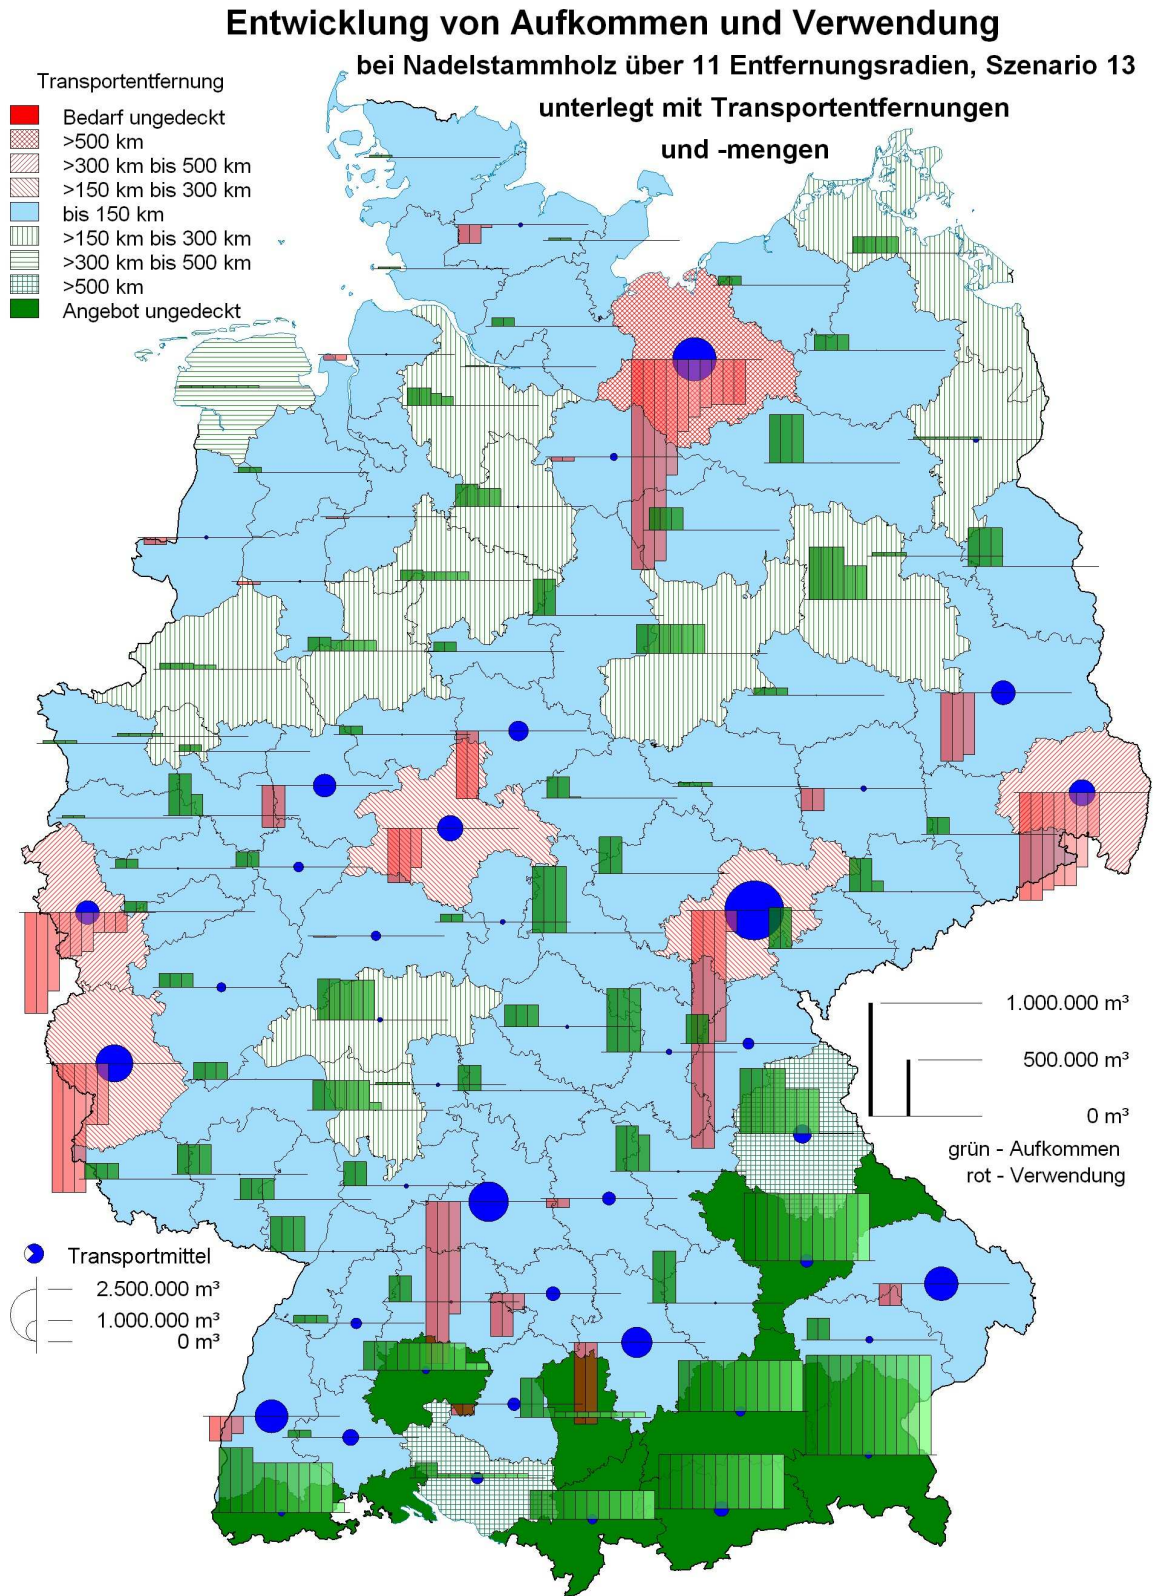 Entwicklung von Aufkommen und Verwendung
bei Nadelstammholz über 11 Entfernungsradien, Szenario 13
unterlegt mit Transportentfernungen
und -mengen
Transportentfernung
Bedarf ungedeckt
>500 km
>300 km bis 500 km
>150 km bis 300 km
bis 150 km
>150 km bis 300 km
>300 km bis 500 km
>500 km
Angebot ungedeckt
1.000.000 m³
500.000 m³
0 m³
grün - Aufkommen
rot - Verwendung
Transportmittel
2.500.000 m³
1.000.000 m³
0 m³